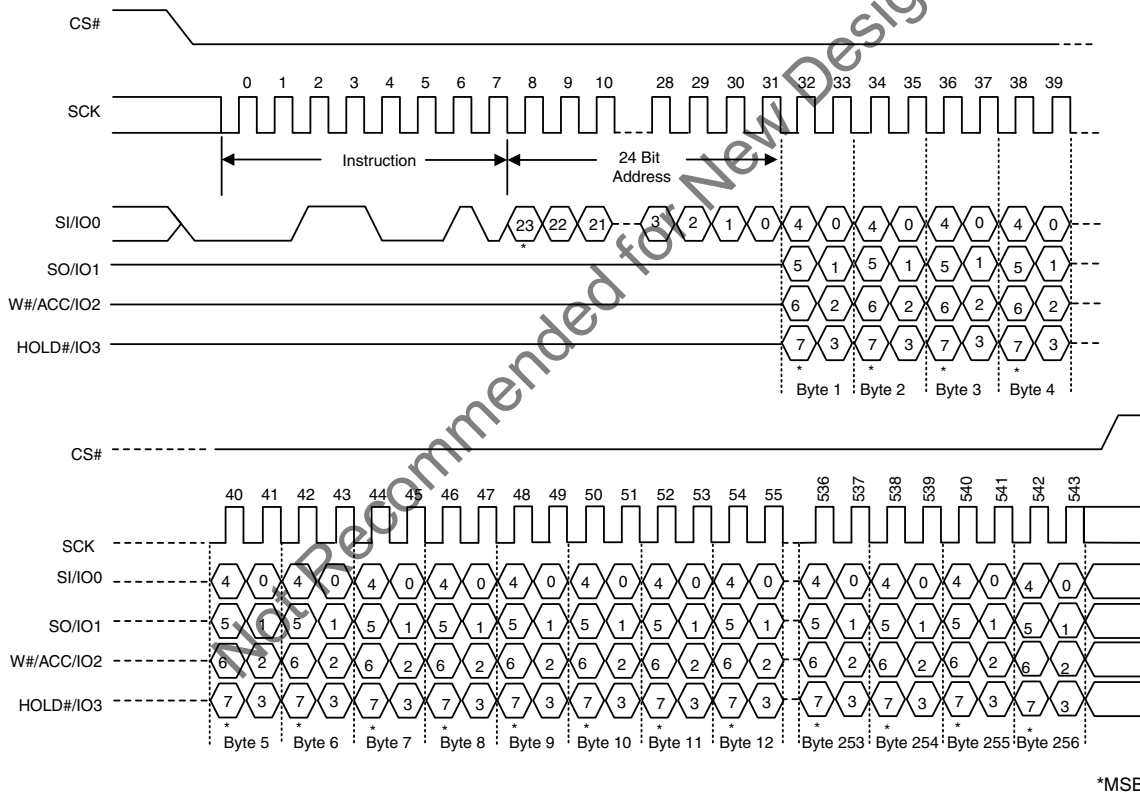 CS#
0 1 2 3 4 5 6 7 8 9 10 28 29 30 31 32 33 34 35 36 37 38 39
SCK
Instruction
24 Bit
Address
SI/IO0 23 22 21 3 2 1 0 4 0 4 0 4 0 4 0
*
SO/IO1 5 1 5 1 5 1 5 1
W#/ACC/IO2 6 2 6 2 6 2 6 2
HOLD#/IO3 7 3 7 3 7 3 7 3
* * * *
Byte 1 Byte 2 Byte 3 Byte 4
CS#
40 41 42 43 44 45 46 47 48 49 50 51 52 53 54 55 536 537 538 539 540 541 542 543
SCK
SI/IO0 4 0 4 0 4 0 4 0 4 0 4 0 4 0 4 0 4 0 4 0 4 0 4 0
SO/IO1 5 1 5 1 5 1 5 1 5 1 5 1 5 1 5 1 5 1 5 1 5 1 5 1
W#/ACC/IO2 6 2 6 2 6 2 6 2 6 2 6 2 6 2 6 2 6 2 6 2 6 2 6 2
HOLD#/IO3 7 3 7 3 7 3 7 3 7 3 7 3 7 3 7 3 7 3 7 3 7 3 7 3
* * * * * * * * * * * *
Byte 5 Byte 6 Byte 7 Byte 8 Byte 9 Byte 10 Byte 11 Byte 12 Byte 253 Byte 254 Byte 255 Byte 256
*MSB
Not Recommended for New Desig